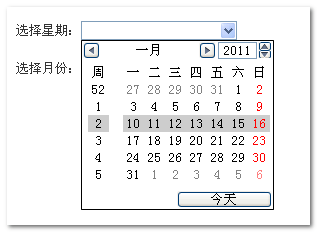 选择星期:
一月 2011
选择月份:
周 一 二 三 四 五 六 日
52 27 28 29 30 31 1 2
1 3 4 5 6 7 8 9
2 10 11 12 13 14 15 16
3 17 18 19 20 21 22 23
4 24 25 26 27 28 29 30
5 31 1 2 3 4 5 6
今天